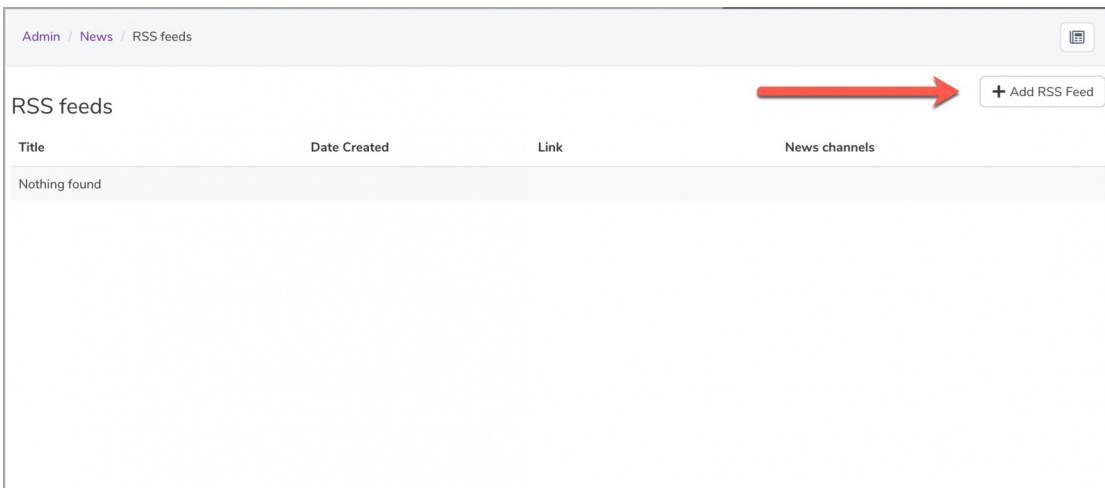 Admin / News / RSS feeds
RSS feeds
+ Add RSS Feed
Title Date Created Link News channels
Nothing found